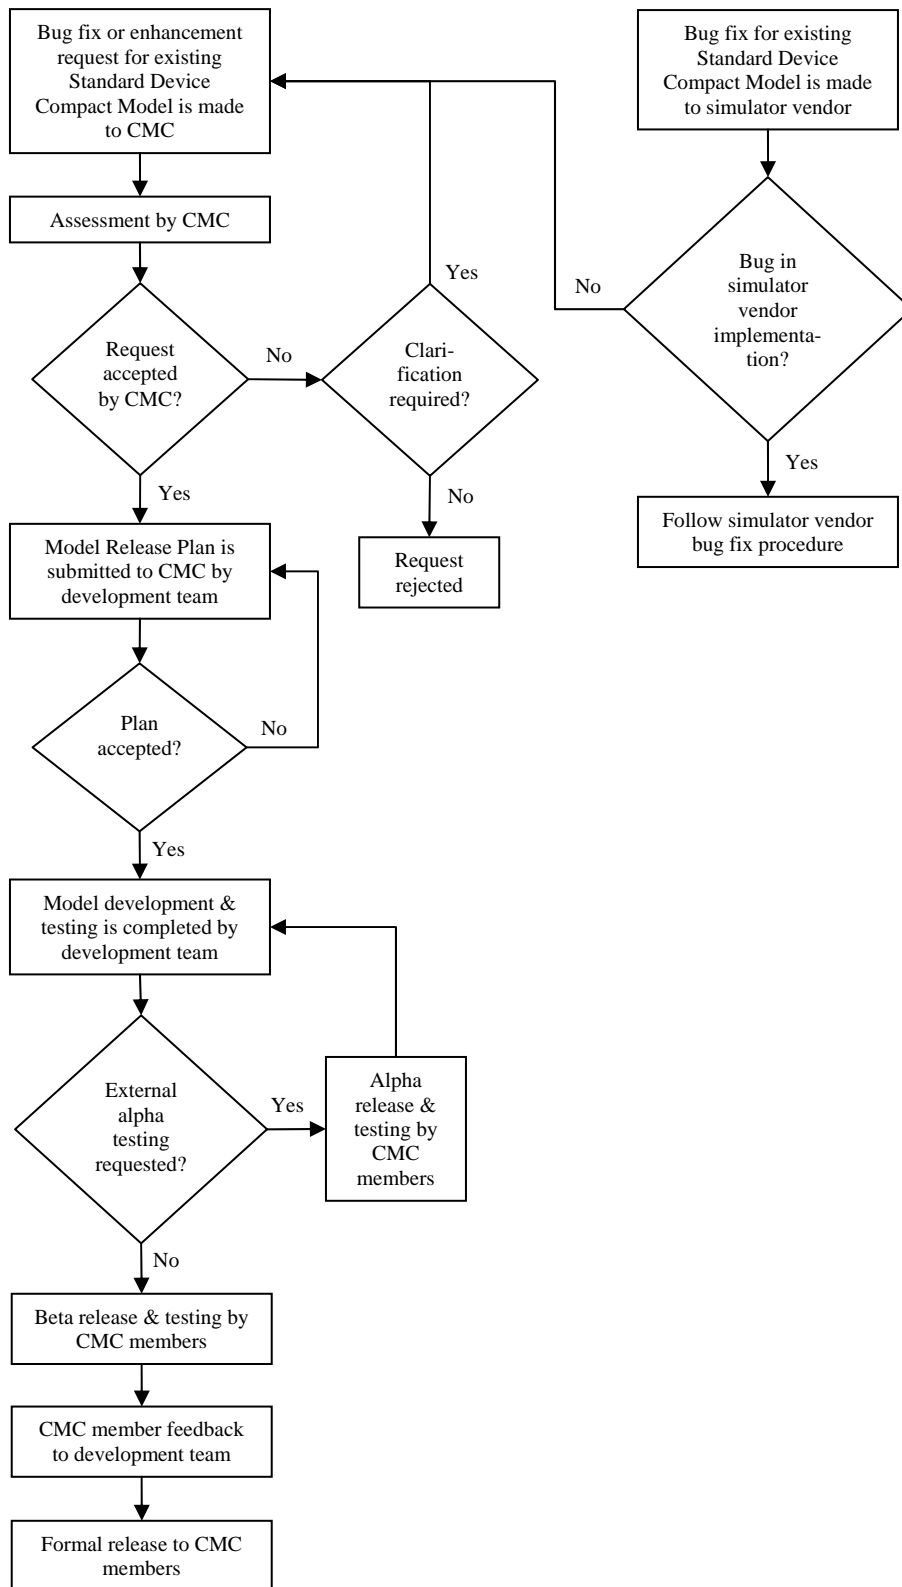 Bug fix or enhancement
request for existing
Standard Device
Compact Model is made
to CMC
Bug fix for existing
Standard Device
Compact Model is made
to simulator vendor
Assessment by CMC
Yes
No
Bug in
simulator
vendor
implementa-
tion?
Request
accepted
by CMC?
No
Clari-
fication
required?
Yes
No
Yes
Model Release Plan is
submitted to CMC by
development team
Request
rejected
Follow simulator vendor
bug fix procedure
Plan
accepted?
No
Yes
Model development &
testing is completed by
development team
External
alpha
testing
requested?
Yes
Alpha
release &
testing by
CMC
members
No
Beta release & testing by
CMC members
CMC member feedback
to development team
Formal release to CMC
members